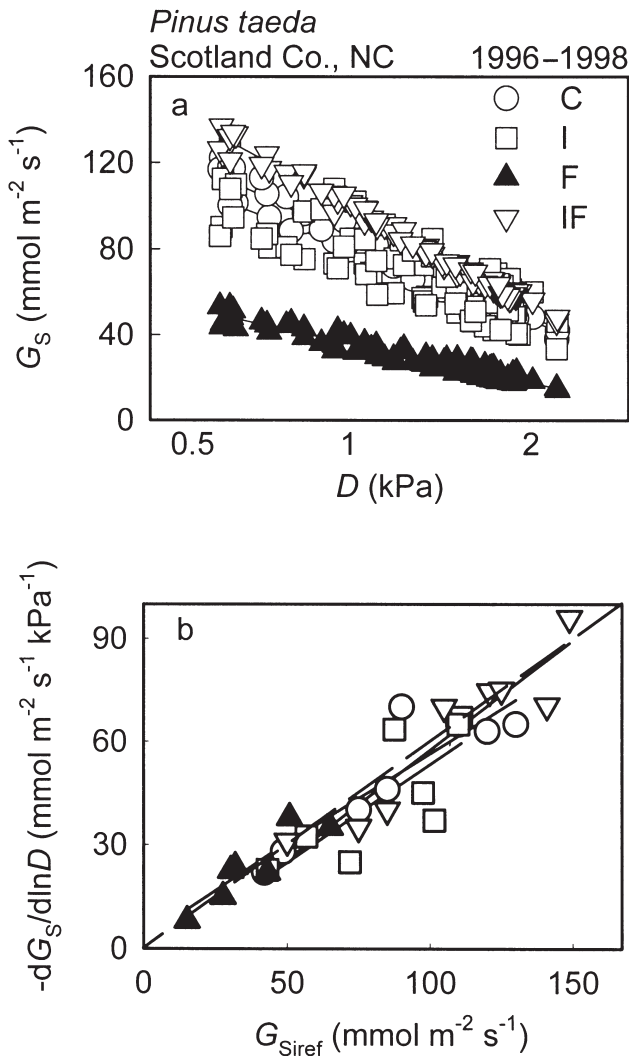 Pinus taeda
Scotland Co., NC 1996–1998
160
a
C
I
F
IF
120
80
40
0
G_S (mmol m⁻² s⁻¹)
0.5 1 2
D (kPa)
b
90
60
30
0
-dG_S/dlnD (mmol m⁻² s⁻¹ kPa⁻¹)
0 50 100 150
G_Siref (mmol m⁻² s⁻¹)